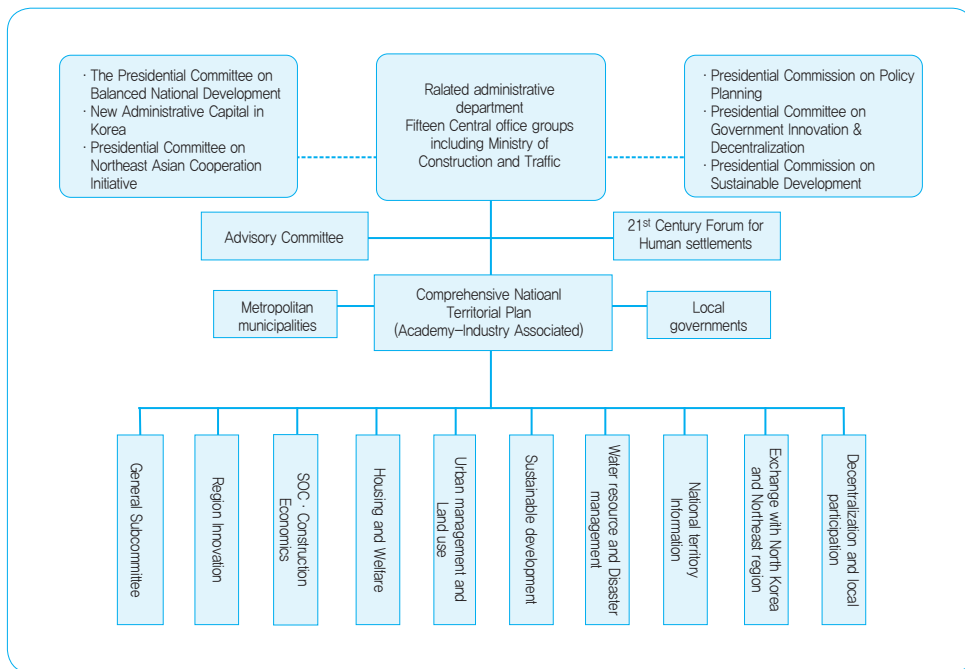 · The Presidential Committee on
Balanced National Development
· New Administrative Capital in
Korea
· Presidential Committee on
Northeast Asian Cooperation
Initiative
Ralated administrative
department
Fifteen Central office groups
including Ministry of
Construction and Traffic
· Presidential Commission on Policy
Planning
· Presidential Committee on
Government Innovation &
Decentralization
· Presidential Commission on
Sustainable Development
Advisory Committee
21st Century Forum for
Human settlements
Metropolitan
municipalities
Comprehensive Natioanl
Territorial Plan
(Academy-Industry Associated)
Local
governments
General Subcommittee
Region Innovation
SOC · Construction
Economics
Housing and Welfare
Urban management and
Land use
Sustainable development
Water resource and Disaster
management
National territory
Information
Exchange with North Korea
and Northeast region
Decentralization and local
participation